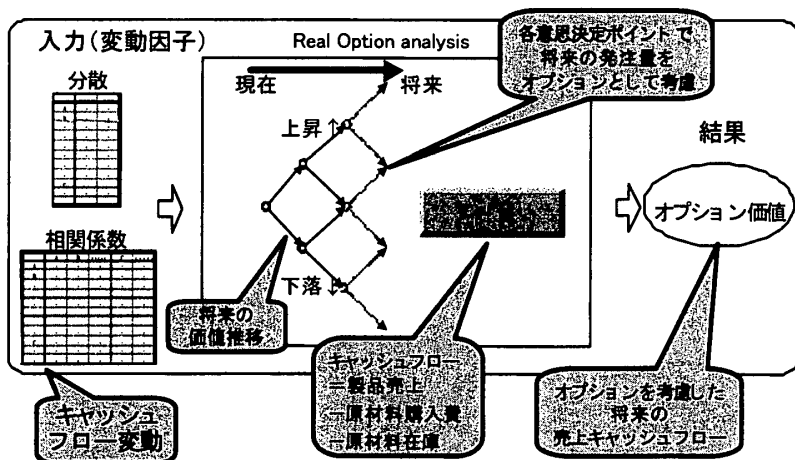 入力(変動因子)
Real Option analysis
各意思決定ポイントで
将来の発注量を
オプションとして考慮
分散
現在
将来
上昇↑
結果
オプション価値
相関係数
下落↓
将来の
価値推移
キャッシュフロー
＝製品売上
－原材料購入費
－原材料在庫
キャッシュ
フロー変動
オプションを考慮した
将来の
売上キャッシュフロー